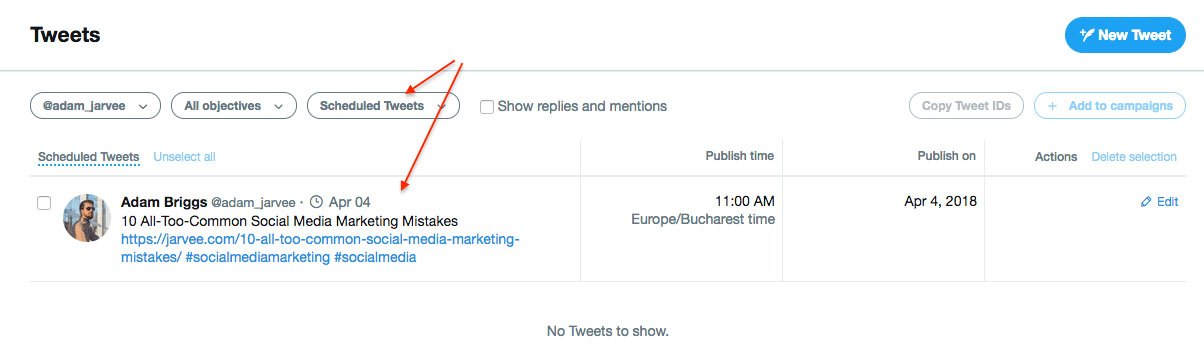 Tweets
New Tweet
@adam_jarvee
All objectives
Scheduled Tweets
Show replies and mentions
Copy Tweet IDs
+ Add to campaigns
Scheduled Tweets
Unselect all
Publish time
Publish on
Actions
Delete selection
Adam Briggs @adam_jarvee · Apr 04
10 All-Too-Common Social Media Marketing Mistakes
https://jarvee.com/10-all-too-common-social-media-marketing-
mistakes/ #socialmediamarketing #socialmedia
11:00 AM
Europe/Bucharest time
Apr 4, 2018
Edit
No Tweets to show.